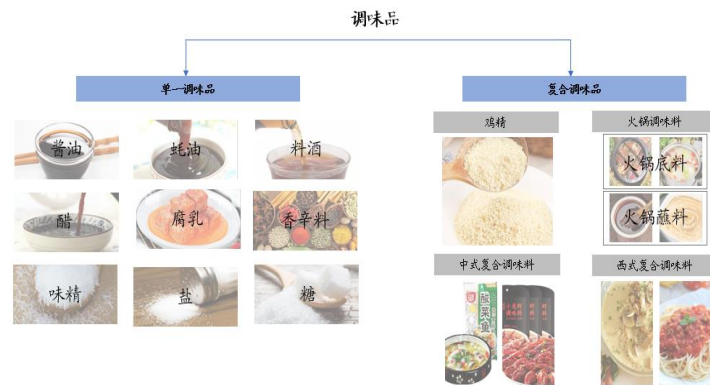 调味品
单一调味品
复合调味品
酱油
蚝油
料酒
醋
腐乳
香辛料
味精
盐
糖
鸡精
火锅调味料
火锅底料
火锅蘸料
中式复合调味料
西式复合调味料
酸菜鱼